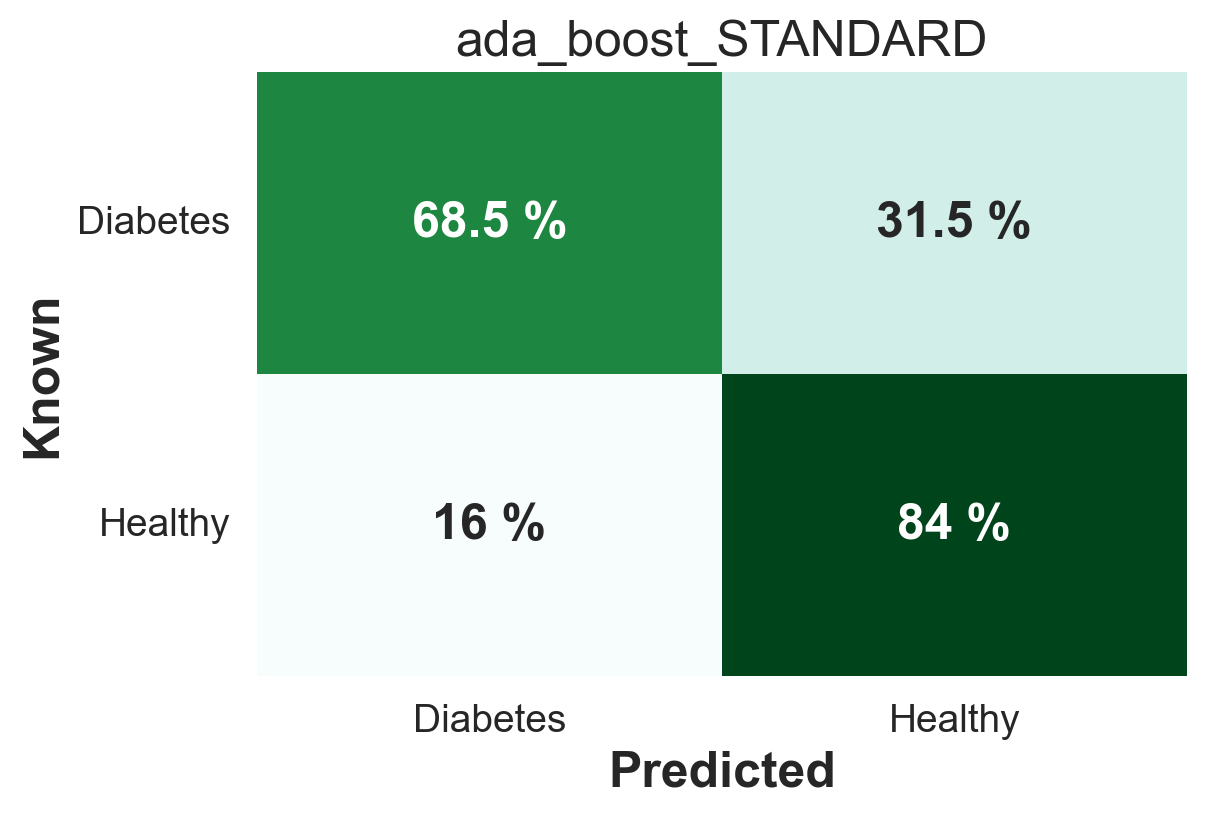 ada_boost_STANDARD
Known
Diabetes
68.5 %
31.5 %
Healthy
16 %
84 %
Diabetes
Healthy
Predicted